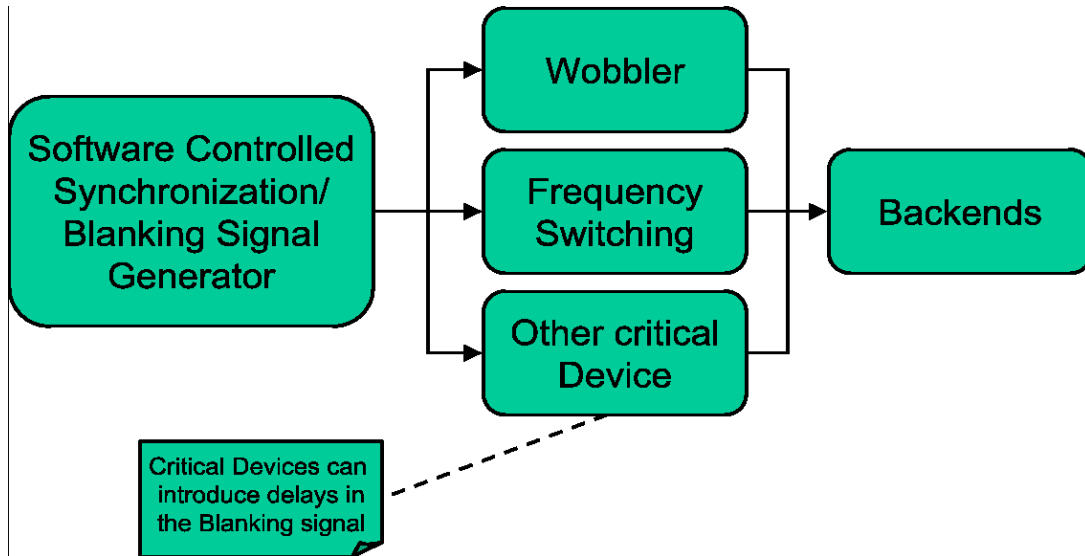 Software Controlled
Synchronization/
Blanking Signal
Generator
Wobbler
Frequency
Switching
Other critical
Device
Backends
Critical Devices can
introduce delays in
the Blanking signal